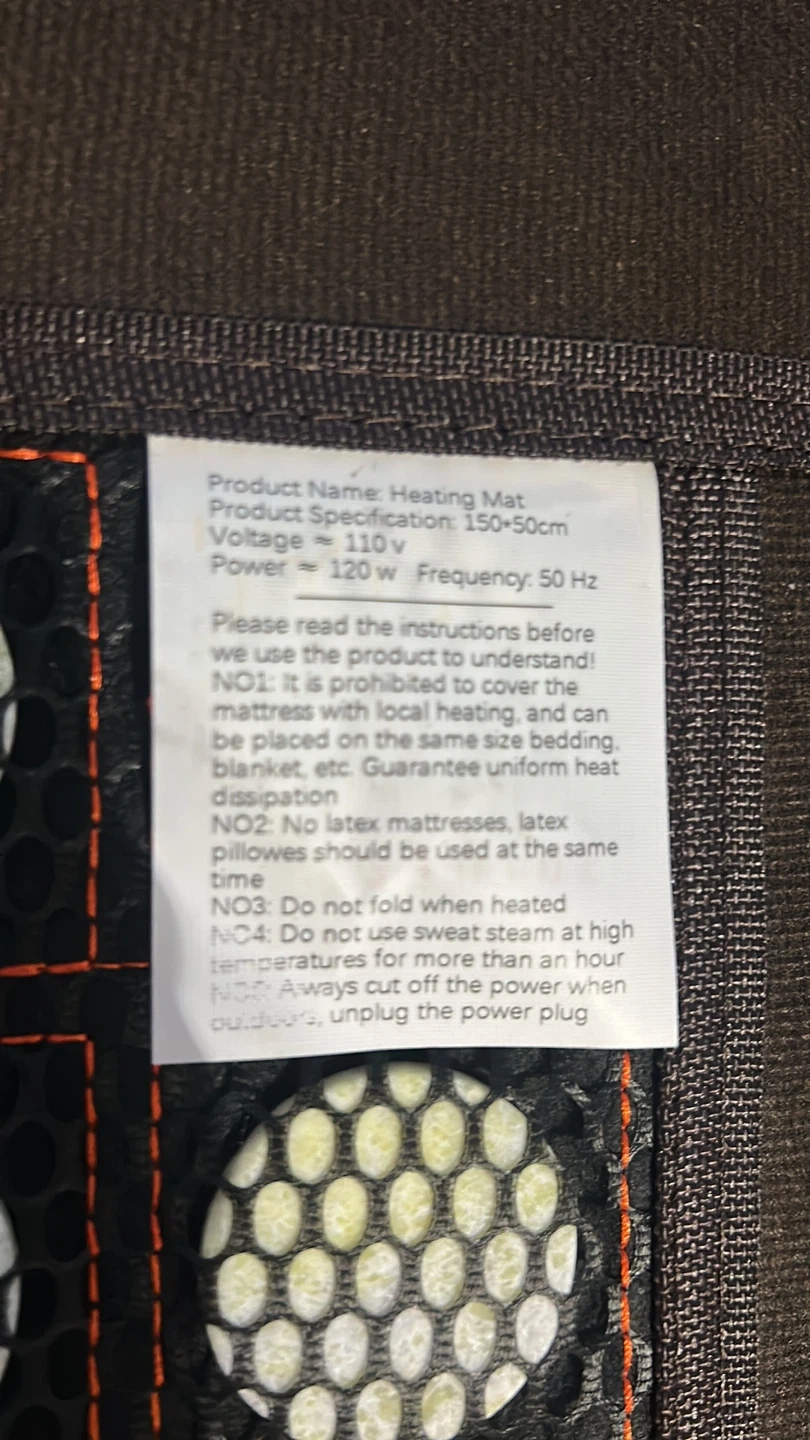 Product Name: Heating Mat
Product Specification: 150*50cm
Voltage ≈ 110 v
Power ≈ 120 w Frequency: 50 Hz
Please read the instructions before
we use the product to understand!
NO1: It is prohibited to cover the
mattress with local heating, and can
be placed on the same size bedding,
blanket, etc. Guarantee uniform heat
dissipation
NO2: No latex mattresses, latex
pillowes should be used at the same
time
NO3: Do not fold when heated
NO4: Do not use sweat steam at high
temperatures for more than an hour
NO5: Aways cut off the power when
outdoors, unplug the power plug